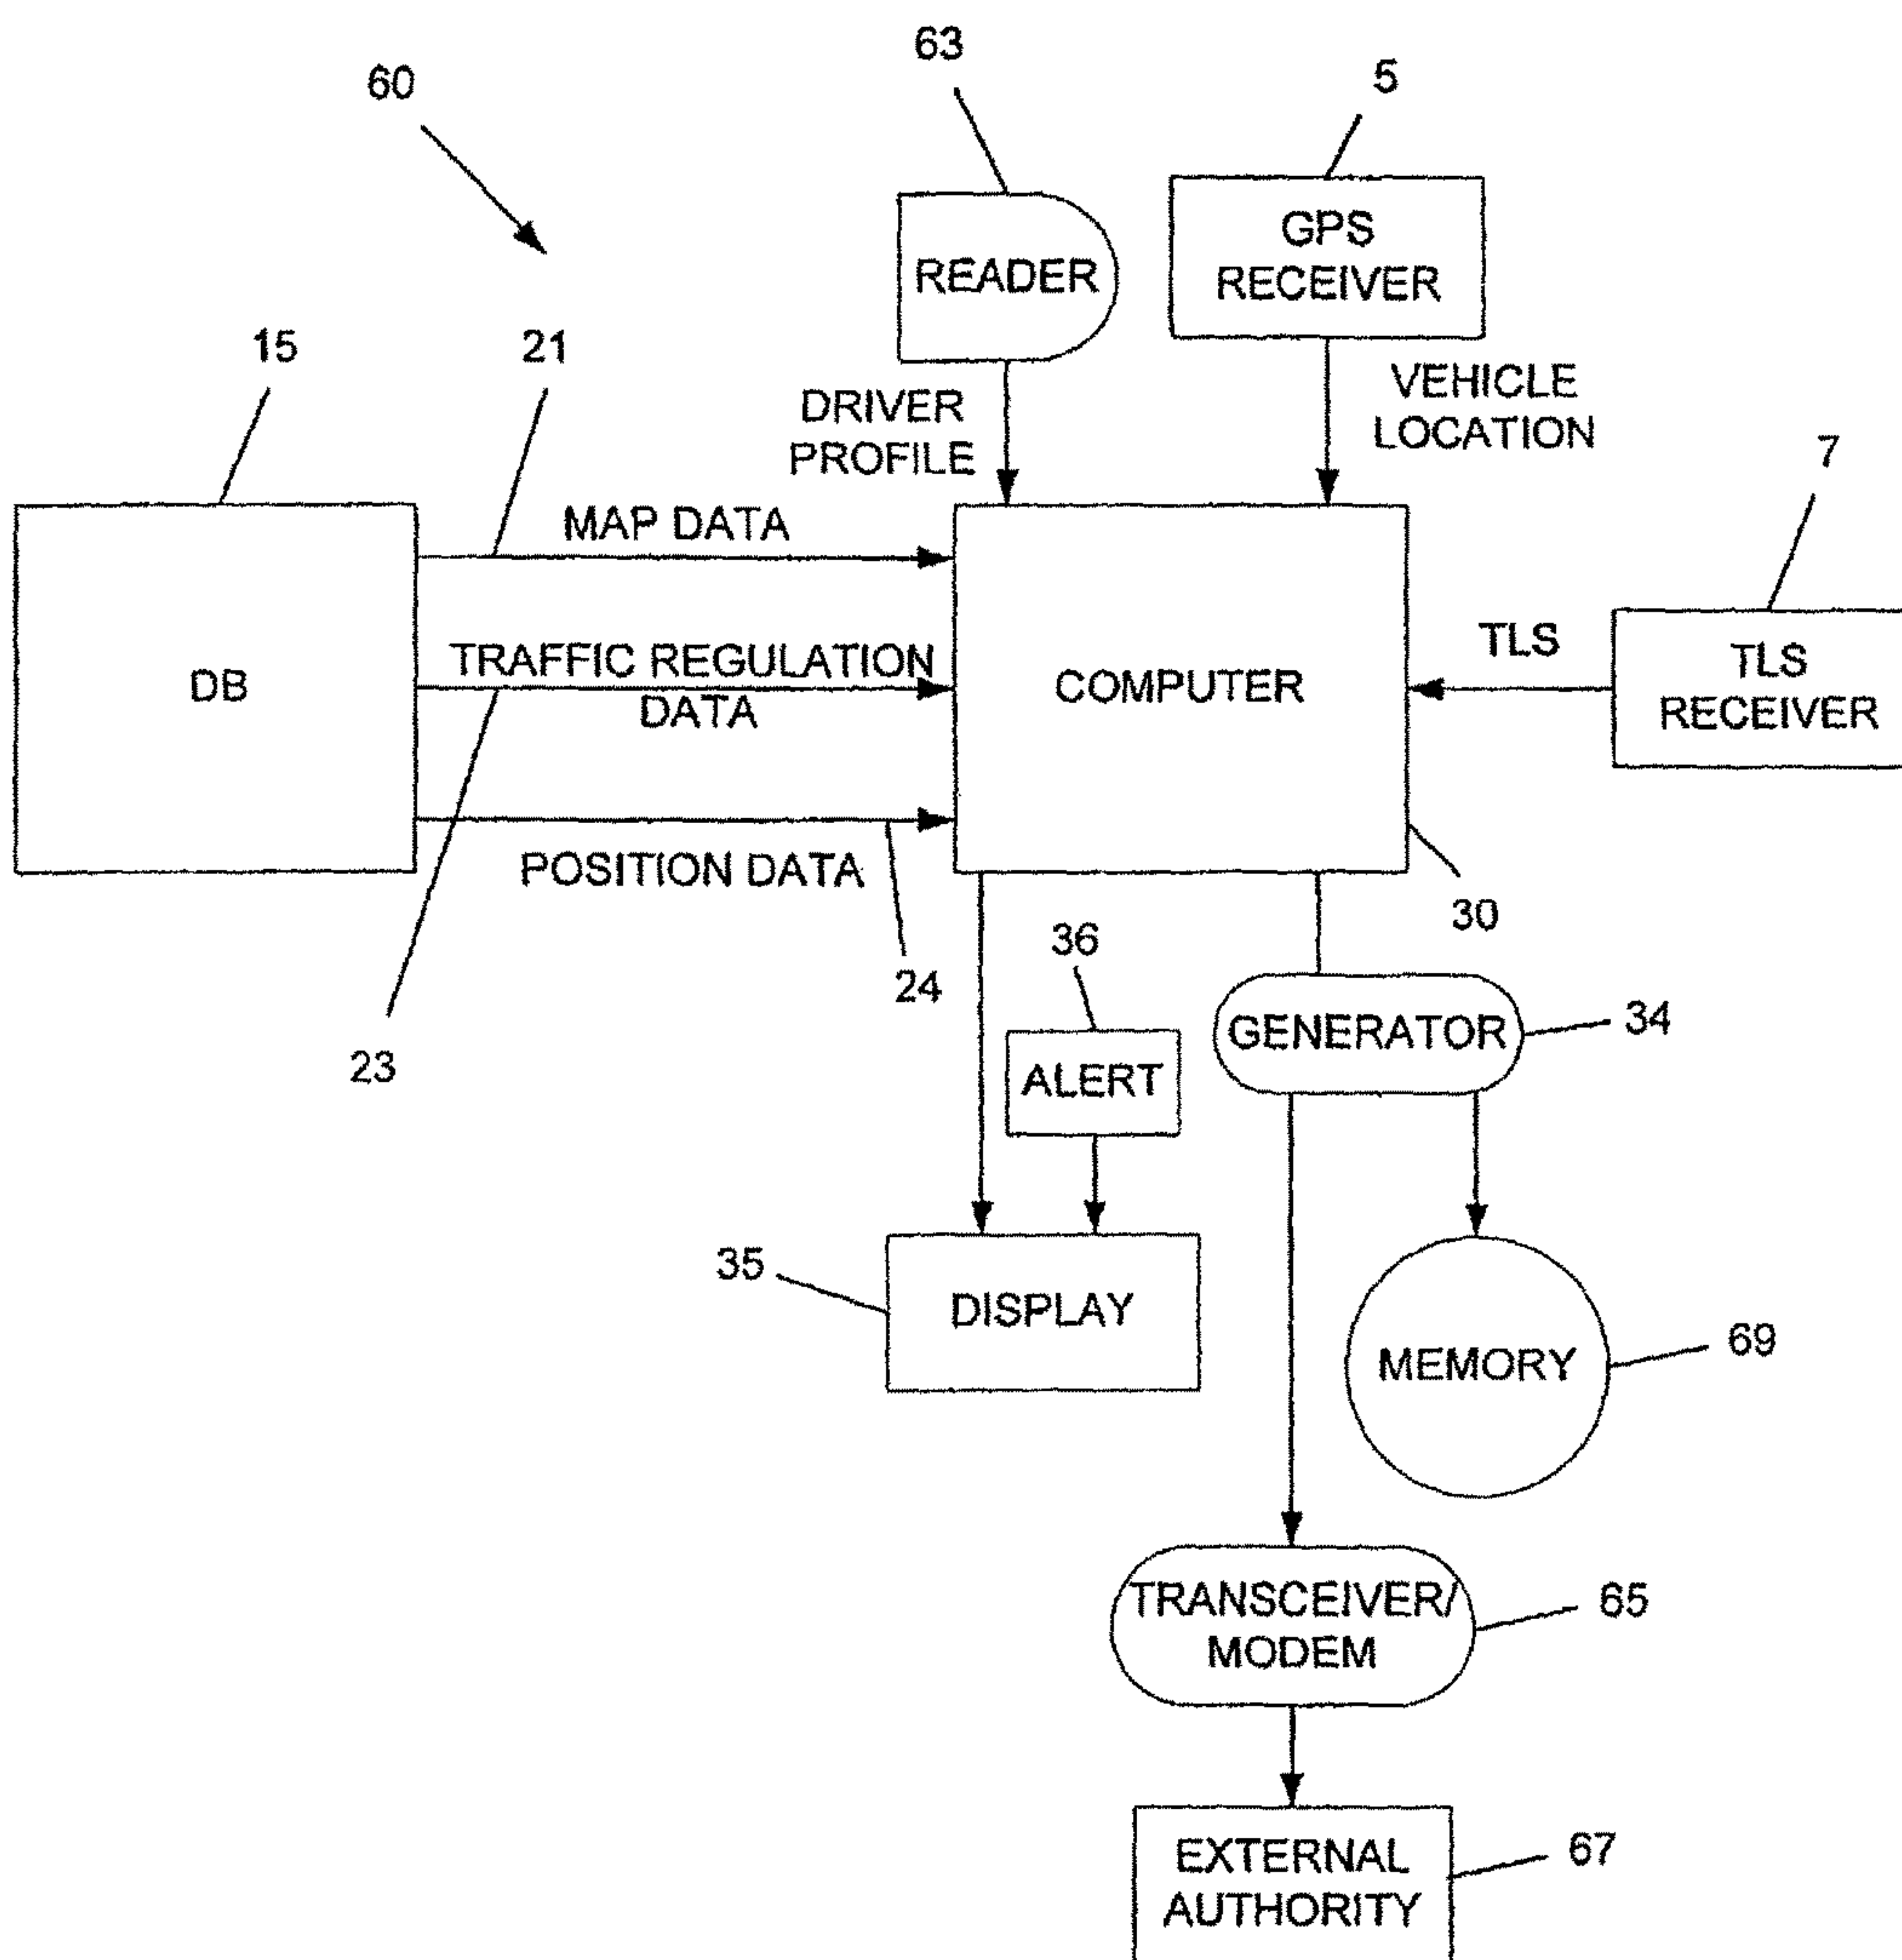 63
5
60
GPS
RECEIVER
READER
15
21
VEHICLE
LOCATION
DRIVER
PROFILE
7
MAP DATA
TLS
TRAFFIC REGULATION
DATA
DB
COMPUTER
TLS
RECEIVER
POSITION DATA
30
36
24
GENERATOR
34
23
ALERT
35
DISPLAY
MEMORY
69
TRANSCEIVER/
MODEM
65
EXTERNAL
AUTHORITY
67